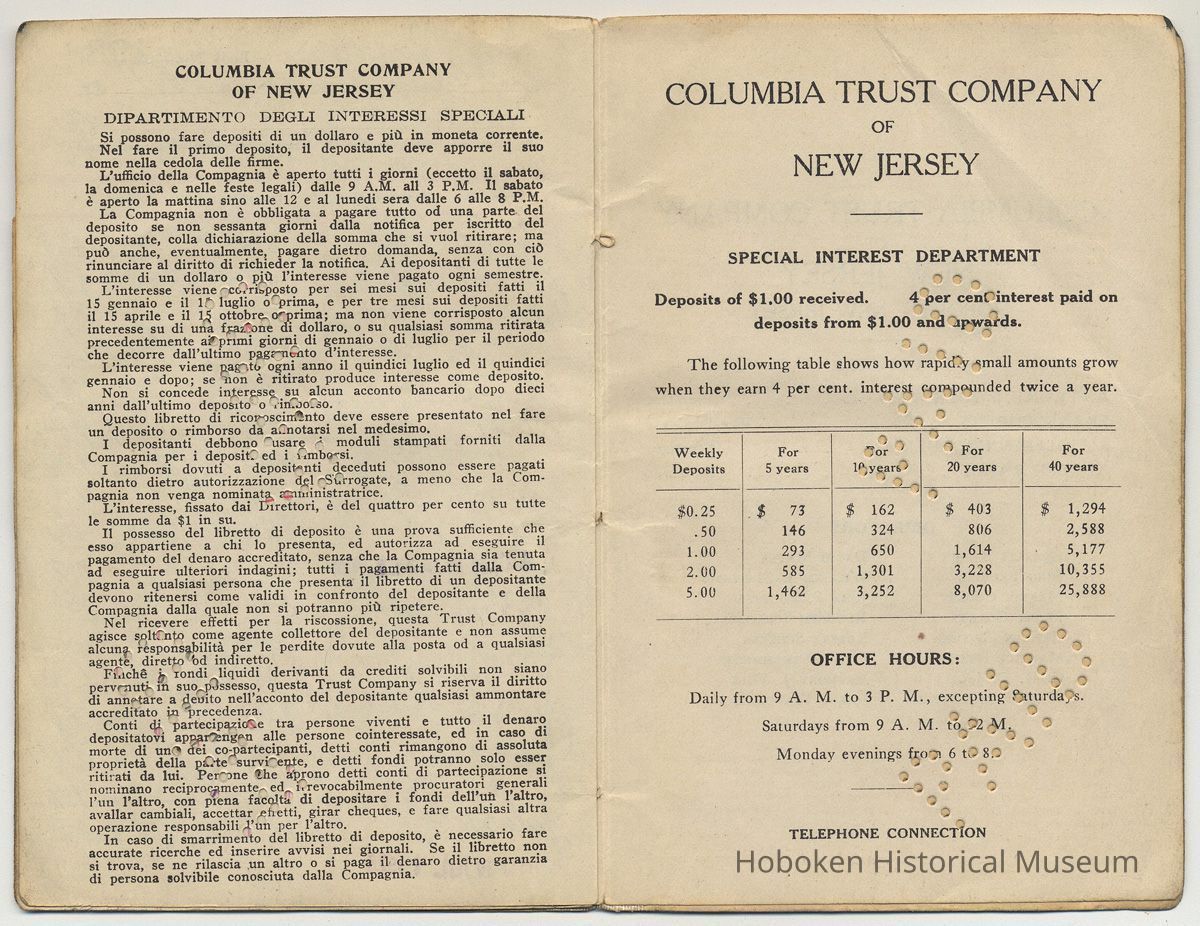 COLUMBIA TRUST COMPANY
OF NEW JERSEY
DIPARTIMENTO DEGLI INTERESSI SPECIALI
Si possono fare depositi di un dollaro e più in moneta corrente.
Nel fare il primo deposito, il depositante deve apporre il suo
nome nella cedola delle firme.
L'ufficio della Compagnia è aperto tutti i giorni (eccetto il sabato,
la domenica e nelle feste legali) dalle 9 A.M. all 3 P.M. Il sabato
è aperto la mattina sino alle 12 e al lunedi sera dalle 6 alle 8 P.M.
La Compagnia non è obbligata a pagare tutto od una parte del
deposito se non sessanta giorni dalla notifica per iscritto del
depositante, colla dichiarazione della somma che si vuol ritirare; ma
può anche, eventualmente, pagare dietro domanda, senza con ciò
rinunciare al diritto di richieder la notifica. Ai depositanti di tutte le
somme di un dollaro o più l'interesse viene pagato ogni semestre.
L'interesse viene corrisposto per sei mesi sui depositi fatti il
15 gennaio e il 15 luglio o prima, e per tre mesi sui depositi fatti
il 15 aprile e il 15 ottobre o prima; ma non viene corrisposto alcun
interesse su di una frazione di dollaro, o su qualsiasi somma ritirata
precedentemente ai primi giorni di gennaio o di luglio per il periodo
che decorre dall'ultimo pagamento d'interesse.
L'interesse viene pagato ogni anno il quindici luglio ed il quindici
gennaio e dopo; se non è ritirato produce interesse come deposito.
Non si concede interesse su alcun acconto bancario dopo dieci
anni dall'ultimo deposito o rimborso.
Questo libretto di riconoscimento deve essere presentato nel fare
un deposito o rimborso da annotarsi nel medesimo.
I depositanti debbono usare i moduli stampati forniti dalla
Compagnia per i depositi ed i rimborsi.
I rimborsi dovuti a depositanti deceduti possono essere pagati
soltanto dietro autorizzazione del Surrogate, a meno che la Com-
pagnia non venga nominata amministratrice.
L'interesse, fissato dai Direttori, è del quattro per cento su tutte
le somme da $1 in su.
Il possesso del libretto di deposito è una prova sufficiente che
esso appartiene a chi lo presenta, ed autorizza ad eseguire il
pagamento del denaro accreditato, senza che la Compagnia sia tenuta
ad eseguire ulteriori indagini; tutti i pagamenti fatti dalla Com-
pagnia a qualsiasi persona che presenta il libretto di un depositante
devono ritenersi come validi in confronto del depositante e della
Compagnia dalla quale non si potranno più ripetere.
Nel ricevere effetti per la riscossione, questa Trust Company
agisce soltanto come agente collettore del depositante e non assume
alcuna responsabilità per le perdite dovute alla posta od a qualsiasi
agente, diretto od indiretto.
Finchê i fondi liquidi derivanti da crediti solvibili non siano
pervenuti in suo possesso, questa Trust Company si riserva il diritto
di annotare a debito nell'acconto del depositante qualsiasi ammontare
accreditato in precedenza.
Conti di partecipazione tra persone viventi e tutto il denaro
depositatovi appartengon alle persone cointeressate, ed in caso di
morte di uno dei co-partecipanti, detti conti rimangono di assoluta
proprietà della parte survivente, e detti fondi potranno solo esser
ritirati da lui. Persone che aprono detti conti di partecipazione si
nominano reciprocamente ed irrevocabilmente procuratori generali
l'un l'altro, con piena facoltà di depositare i fondi dell'un l'altro,
avallar cambiali, accettar effetti, girar cheques, e fare qualsiasi altra
operazione responsabili l'un per l'altro.
In caso di smarrimento del libretto di deposito, è necessario fare
accurate ricerche ed inserire avvisi nei giornali. Se il libretto non
si trova, se ne rilascia un altro o si paga il denaro dietro garanzia
di persona solvibile conosciuta dalla Compagnia.
COLUMBIA TRUST COMPANY
OF
NEW JERSEY
SPECIAL INTEREST DEPARTMENT
Deposits of $1.00 received. 4 per cent interest paid on
deposits from $1.00 and upwards.
The following table shows how rapidly small amounts grow
when they earn 4 per cent. interest compounded twice a year.
Weekly Deposits For 5 years For 10 years For 20 years For 40 years
$0.25 $ 73 $ 162 $ 403 $ 1,294
.50 146 324 806 2,588
1.00 293 650 1,614 5,177
2.00 585 1,301 3,228 10,355
5.00 1,462 3,252 8,070 25,888
OFFICE HOURS:
Daily from 9 A. M. to 3 P. M., excepting Saturdays.
Saturdays from 9 A. M. to 12 M.
Monday evenings from 6 to 8.
TELEPHONE CONNECTION
Hoboken Historical Museum